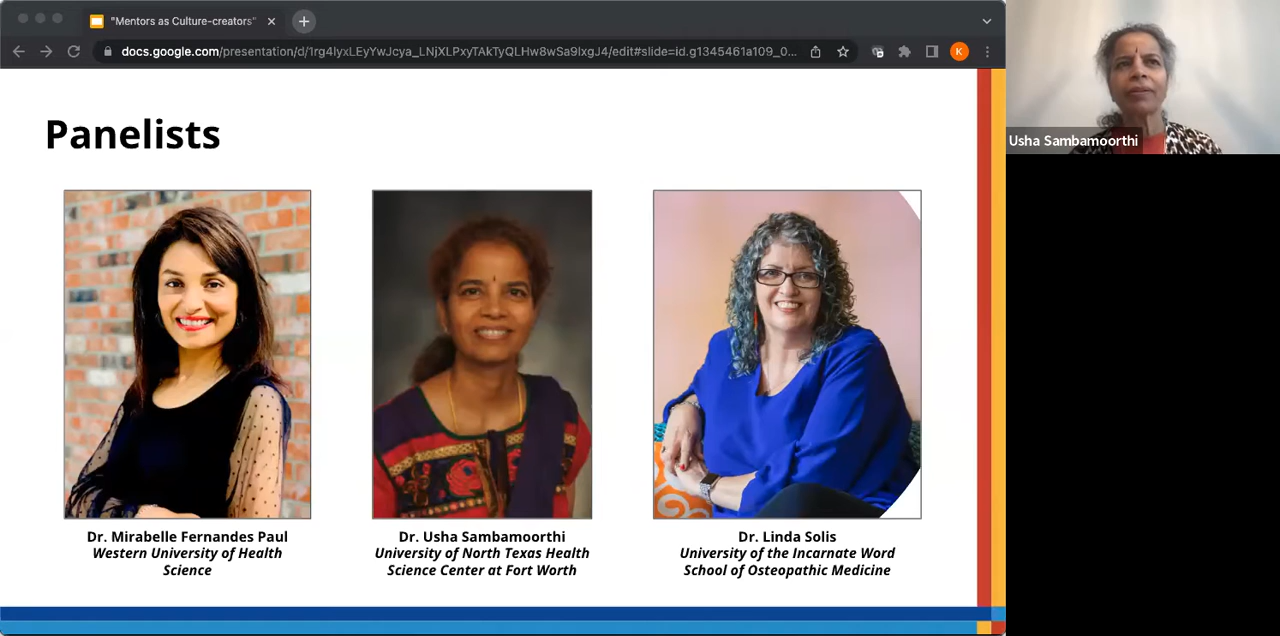 "Mentors as Culture-creators"
docs.google.com/presentation/d/1rg4lyxLEyYwJcya_LNjXLPxyTAkTyQLHw8wSa9lxgJ4/edit#slide=id.g1345461a109_0...
K
Usha Sambamoorthi
Panelists
Dr. Mirabelle Fernandes Paul
Western University of Health
Science
Dr. Usha Sambamoorthi
University of North Texas Health
Science Center at Fort Worth
Dr. Linda Solis
University of the Incarnate Word
School of Osteopathic Medicine